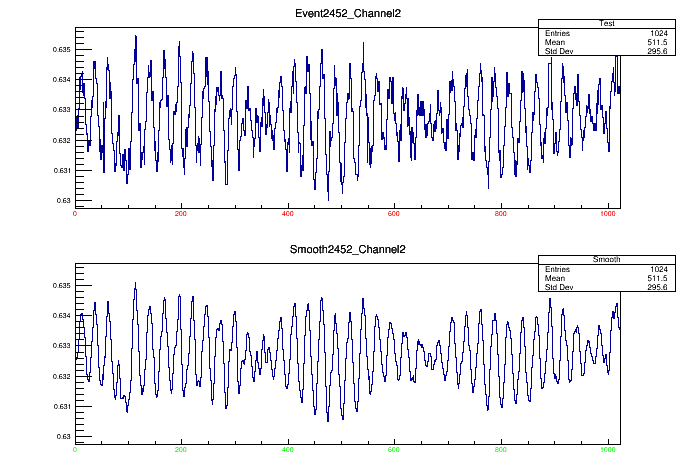 Event2452_Channel2
Test
Entries 1024
Mean 511.5
Std Dev 295.6
0.635
0.634
0.633
0.632
0.631
0.63
0 200 400 600 800 1000
Smooth2452_Channel2
Smooth
Entries 1024
Mean 511.5
Std Dev 295.6
0.635
0.634
0.633
0.632
0.631
0.63
0 200 400 600 800 1000